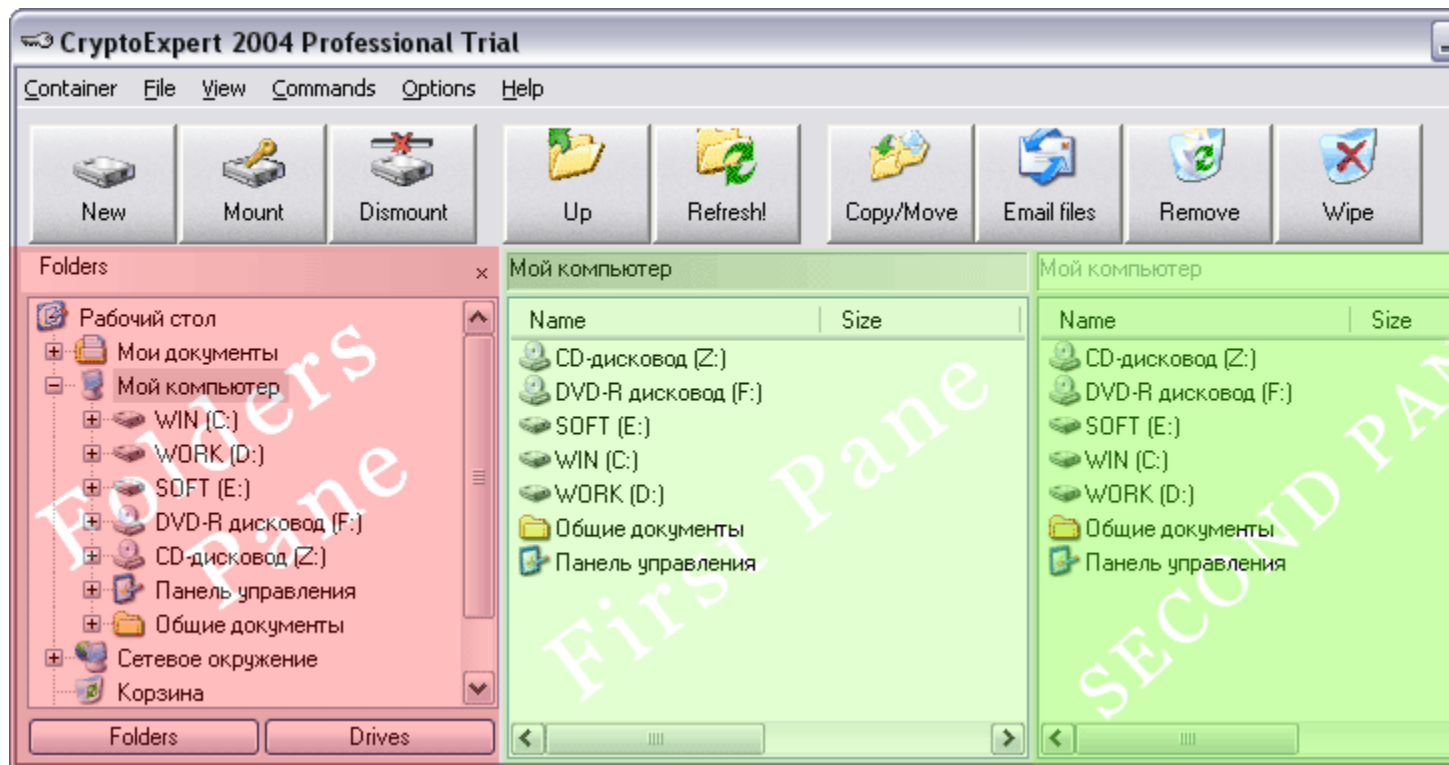 CryptoExpert 2004 Professional Trial
Container File View Commands Options Help
New Mount Dismount Up Refresh! Copy/Move Email files Remove Wipe
Folders
Рабочий стол
Мои документы
Мой компьютер
WIN (C:)
WORK (D:)
SOFT (E:)
DVD-R дисковод (F:)
CD-дисковод (Z:)
Панель управления
Общие документы
Сетевое окружение
Корзина
Folders Drives
Folders
Pane
Мой компьютер
Name Size
CD-дисковод (Z:)
DVD-R дисковод (F:)
SOFT (E:)
WIN (C:)
WORK (D:)
Общие документы
Панель управления
First Pane
Мой компьютер
Name Size
CD-дисковод (Z:)
DVD-R дисковод (F:)
SOFT (E:)
WIN (C:)
WORK (D:)
Общие документы
Панель управления
SECOND PAN